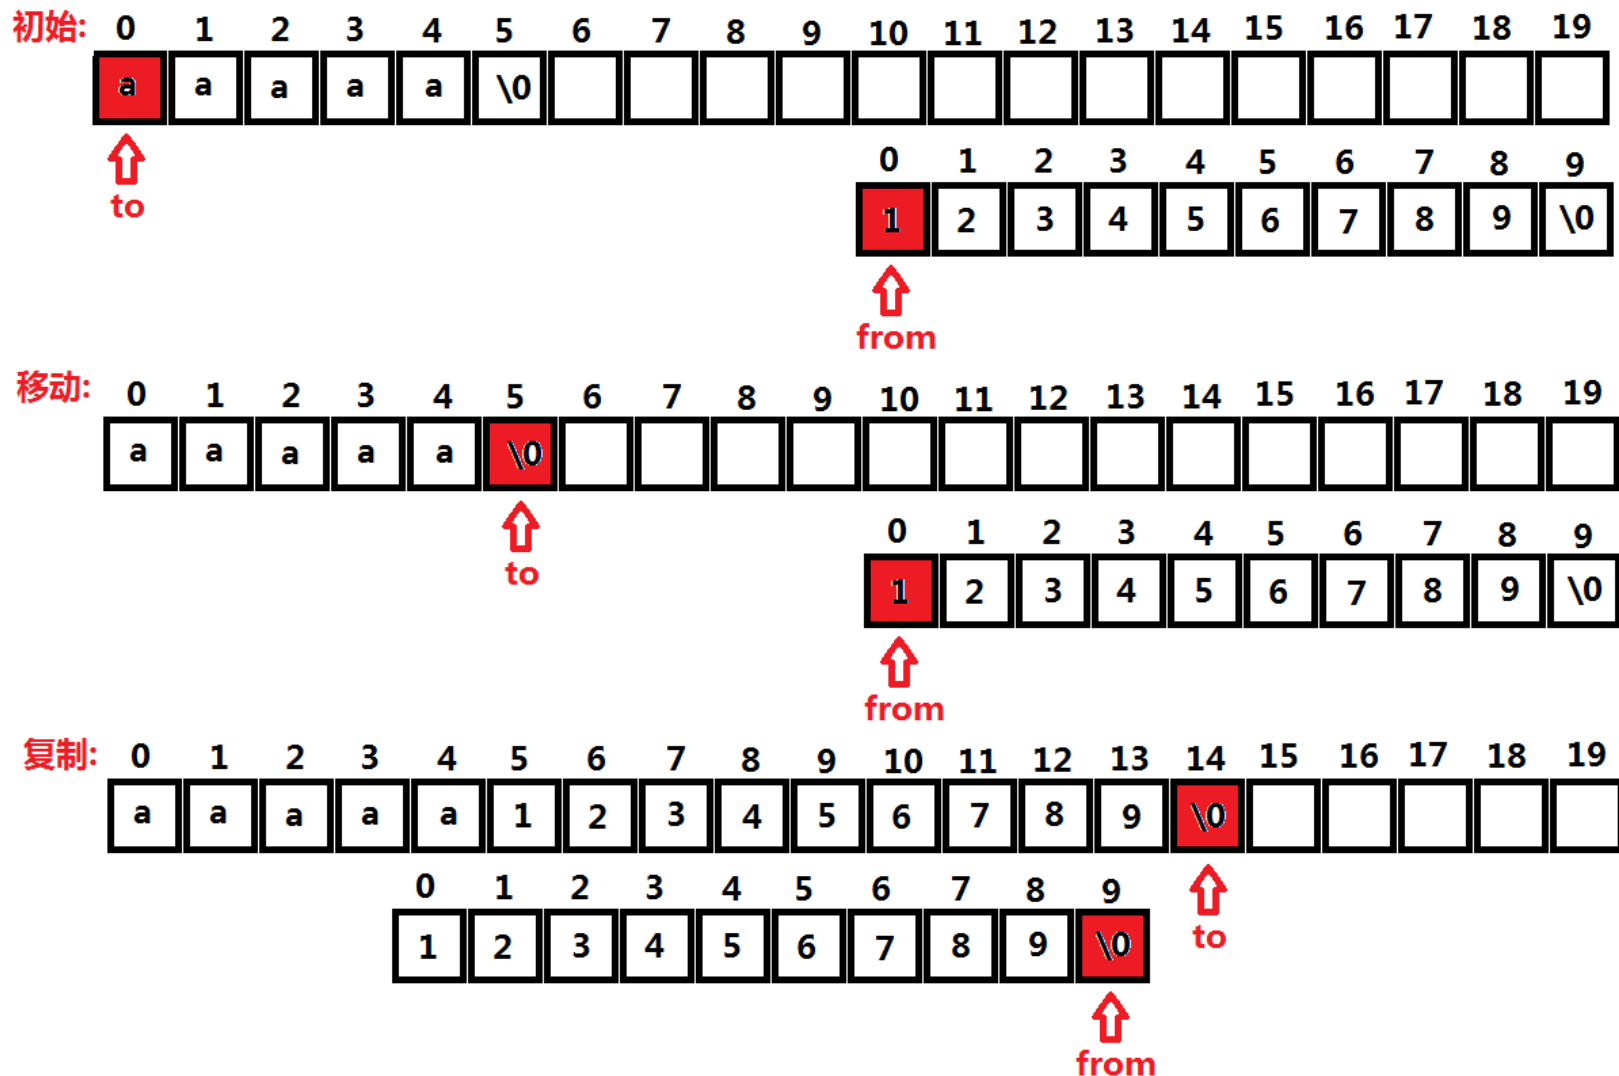 初始: 0 1 2 3 4 5 6 7 8 9 10 11 12 13 14 15 16 17 18 19
a a a a a \0
to
0 1 2 3 4 5 6 7 8 9
1 2 3 4 5 6 7 8 9 \0
from
移动: 0 1 2 3 4 5 6 7 8 9 10 11 12 13 14 15 16 17 18 19
a a a a a \0
to
0 1 2 3 4 5 6 7 8 9
1 2 3 4 5 6 7 8 9 \0
from
复制: 0 1 2 3 4 5 6 7 8 9 10 11 12 13 14 15 16 17 18 19
a a a a a 1 2 3 4 5 6 7 8 9 \0
to
0 1 2 3 4 5 6 7 8 9
1 2 3 4 5 6 7 8 9 \0
from